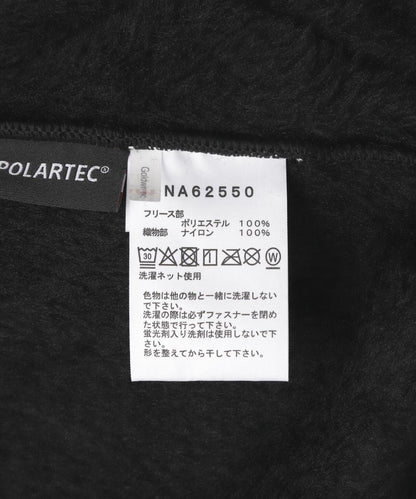 POLARTEC®
Goldwin
NA62550
フリース部
ポリエステル 100%
織物部 ナイロン 100%
30 W
洗濯ネット使用
色物は他の物と一緒に洗濯しない
で下さい。
洗濯の際は必ずファスナーを閉め
た状態で行って下さい。
蛍光剤入り洗剤は使用しないで下
さい。
形を整えてから干して下さい。